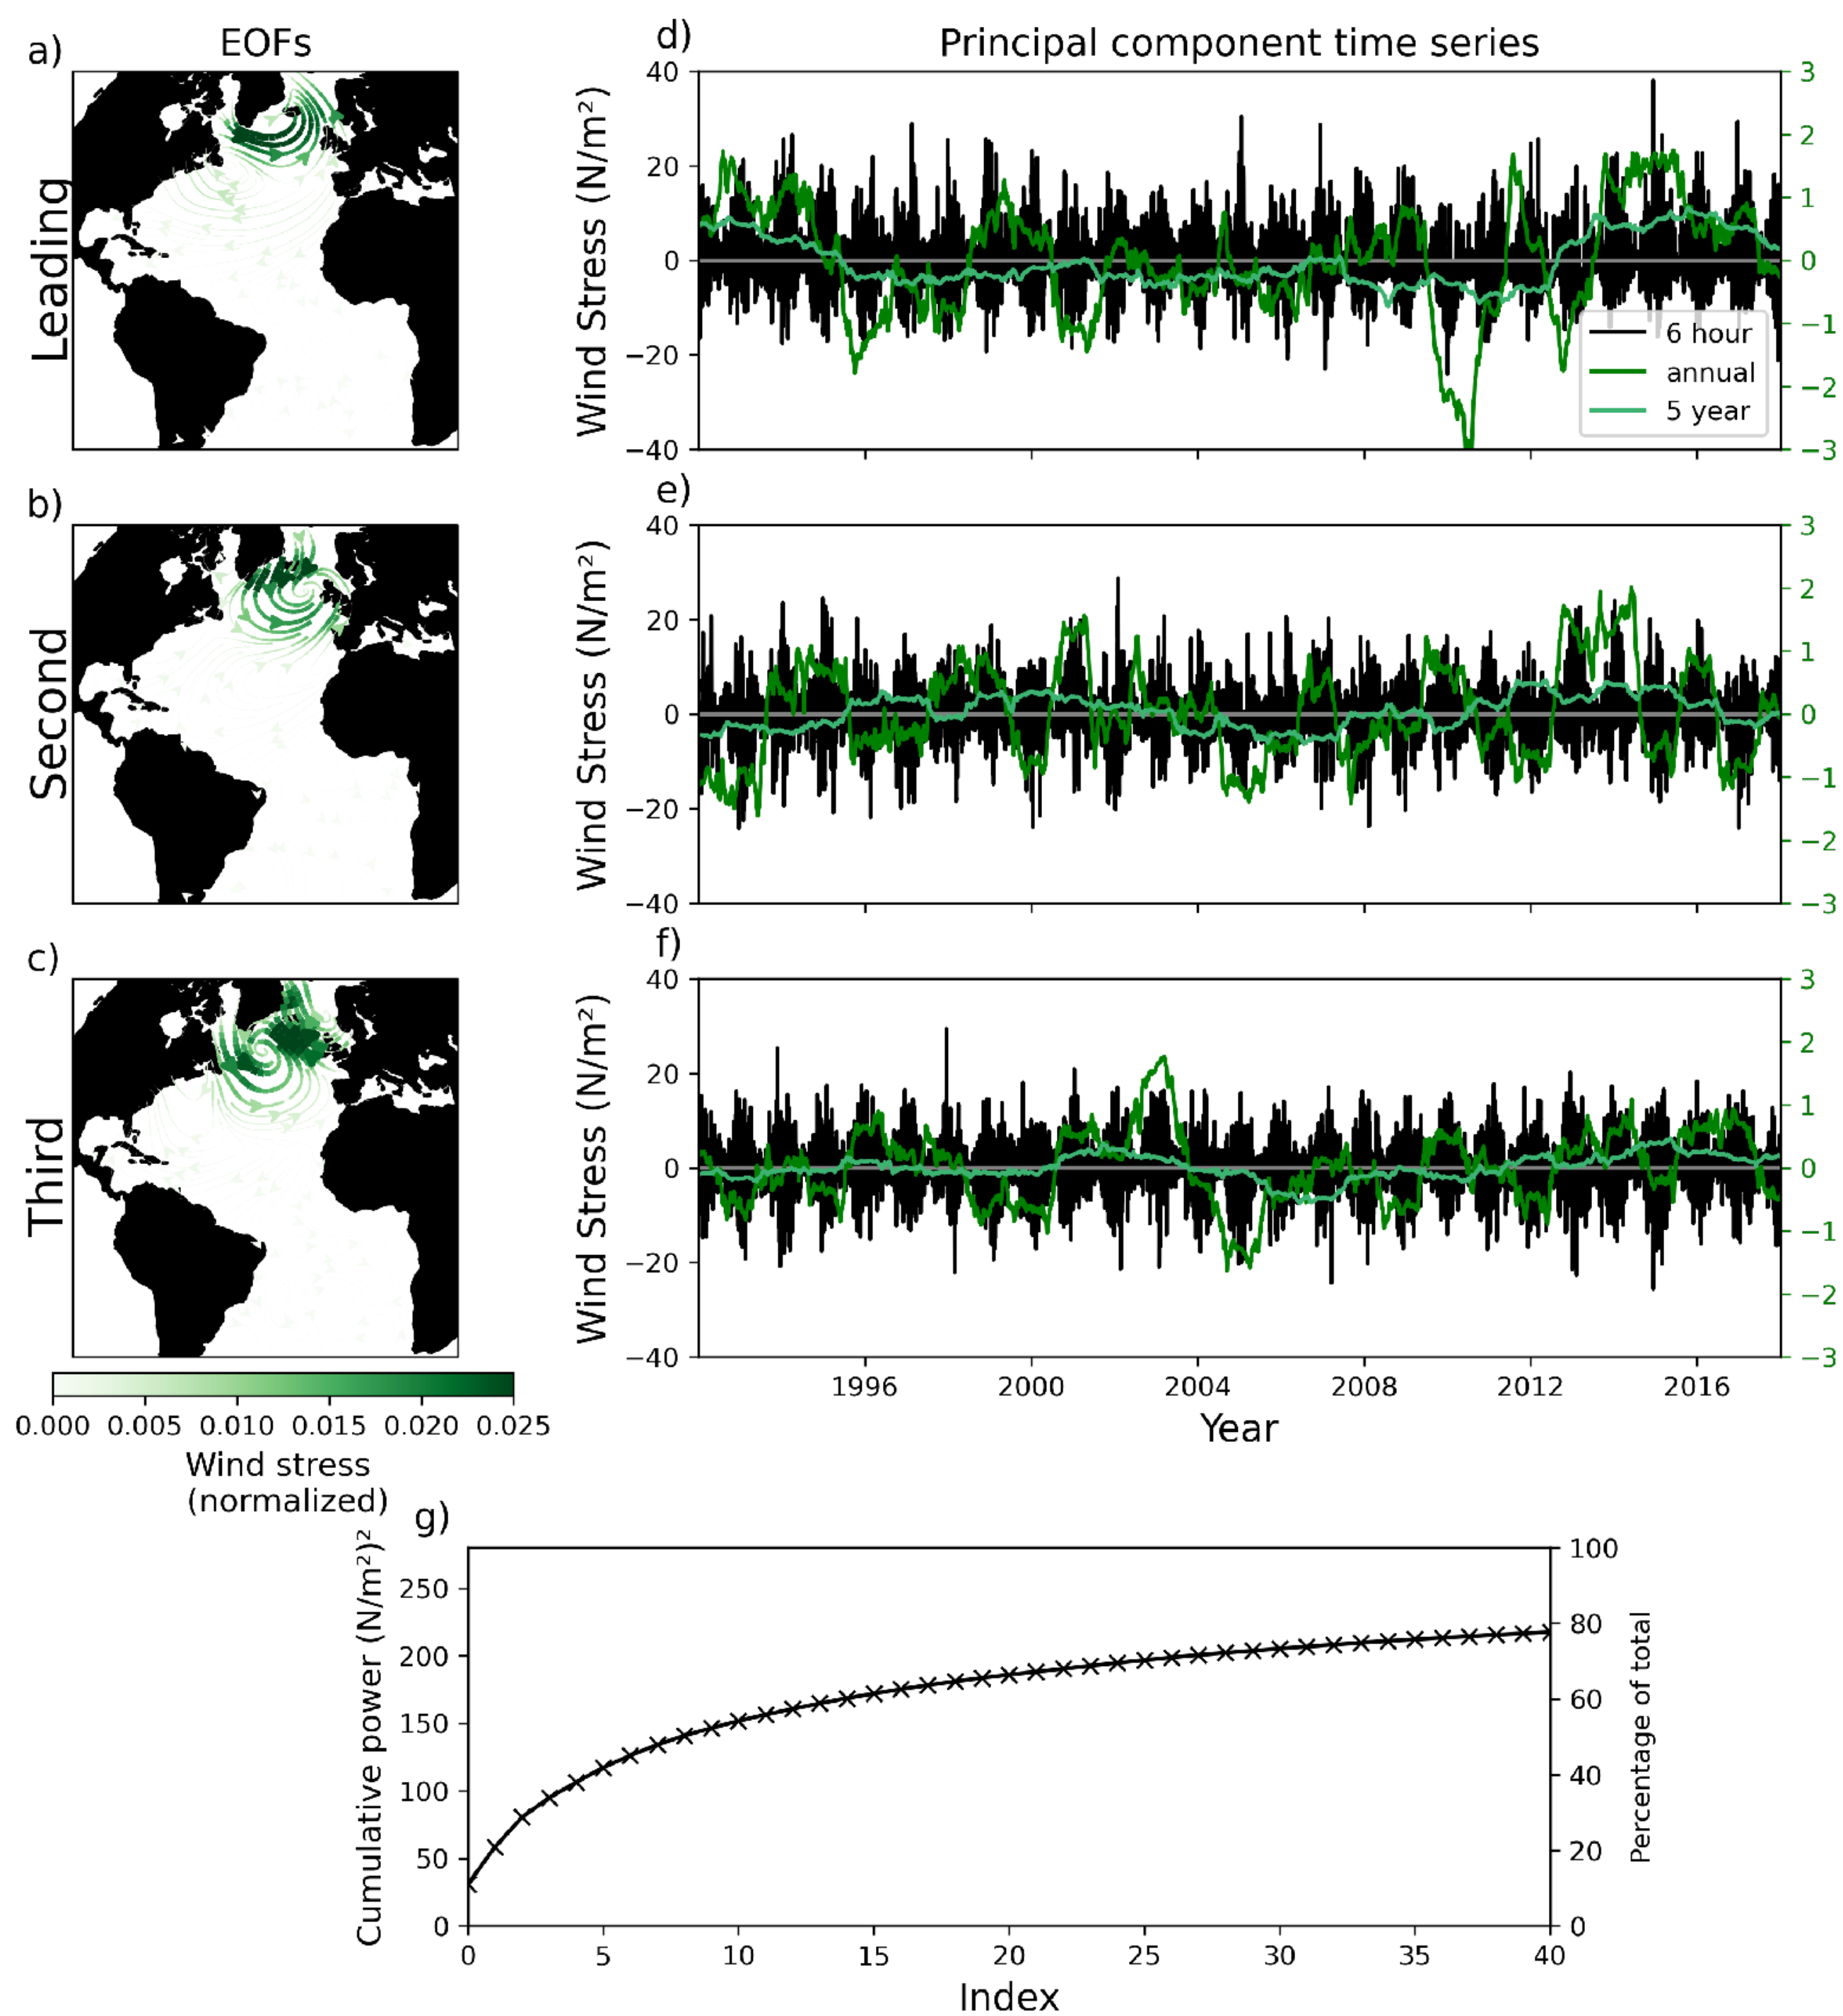 a)
EOFs
d)
Principal component time series
Leading
Wind Stress (N/m²)
40
20
0
−20
−40
3
2
1
0
−1
−2
−3
6 hour
annual
5 year
b)
e)
Second
Wind Stress (N/m²)
40
20
0
−20
−40
3
2
1
0
−1
−2
−3
c)
f)
Third
Wind Stress (N/m²)
40
20
0
−20
−40
3
2
1
0
−1
−2
−3
1996 2000 2004 2008 2012 2016
Year
0.000 0.005 0.010 0.015 0.020 0.025
Wind stress
(normalized)
g)
Cumulative power (N/m²)²
250
200
150
100
50
0
100
80
60
40
20
0
Percentage of total
0 5 10 15 20 25 30 35 40
Index